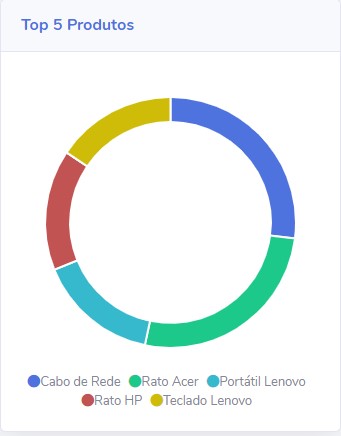 Top 5 Produtos
Cabo de Rede Rato Acer Portátil Lenovo
Rato HP Teclado Lenovo